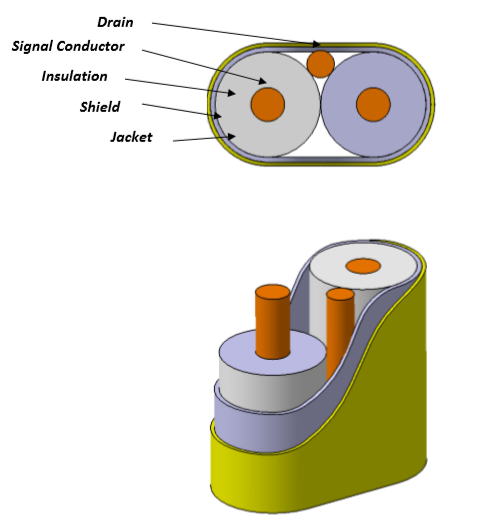 Drain
Signal Conductor
Insulation
Shield
Jacket